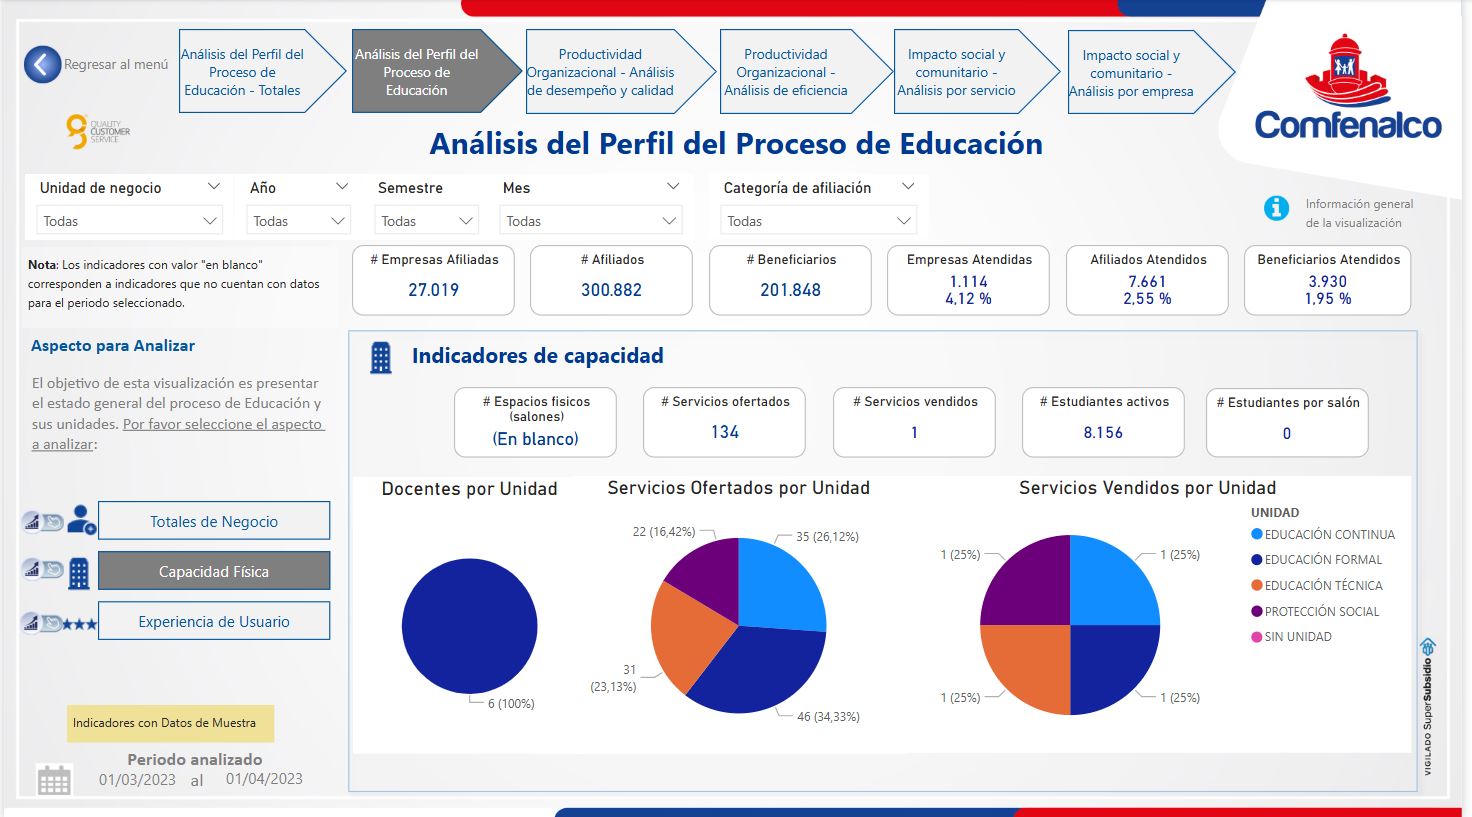 Regresar al menú
Análisis del Perfil del
Proceso de
Educación - Totales
Análisis del Perfil del
Proceso de
Educación
Productividad
Organizacional - Análisis
de desempeño y calidad
Productividad
Organizacional -
Análisis de eficiencia
Impacto social y
comunitario -
Análisis por servicio
Impacto social y
comunitario -
Análisis por empresa
Comfenalco
QUALITY
CUSTOMER
SERVICE
Análisis del Perfil del Proceso de Educación
Unidad de negocio
Todas
Año
Todas
Semestre
Todas
Mes
Todas
Categoría de afiliación
Todas
Información general
de la visualización
Nota: Los indicadores con valor "en blanco"
corresponden a indicadores que no cuentan con datos
para el periodo seleccionado.
# Empresas Afiliadas
27.019
# Afiliados
300.882
# Beneficiarios
201.848
Empresas Atendidas
1.114
4,12 %
Afiliados Atendidos
7.661
2,55 %
Beneficiarios Atendidos
3.930
1,95 %
Aspecto para Analizar
El objetivo de esta visualización es presentar
el estado general del proceso de Educación y
sus unidades. Por favor seleccione el aspecto
a analizar:
Totales de Negocio
Capacidad Física
Experiencia de Usuario
Indicadores con Datos de Muestra
Periodo analizado
01/03/2023 al 01/04/2023
Indicadores de capacidad
# Espacios fisicos
(salones)
(En blanco)
# Servicios ofertados
134
# Servicios vendidos
1
# Estudiantes activos
8.156
# Estudiantes por salón
0
Docentes por Unidad
6 (100%)
Servicios Ofertados por Unidad
22 (16,42%)
35 (26,12%)
31
(23,13%)
46 (34,33%)
Servicios Vendidos por Unidad
1 (25%)
1 (25%)
1 (25%)
1 (25%)
UNIDAD
EDUCACIÓN CONTINUA
EDUCACIÓN FORMAL
EDUCACIÓN TÉCNICA
PROTECCIÓN SOCIAL
SIN UNIDAD
VIGILADO SuperSubsidio